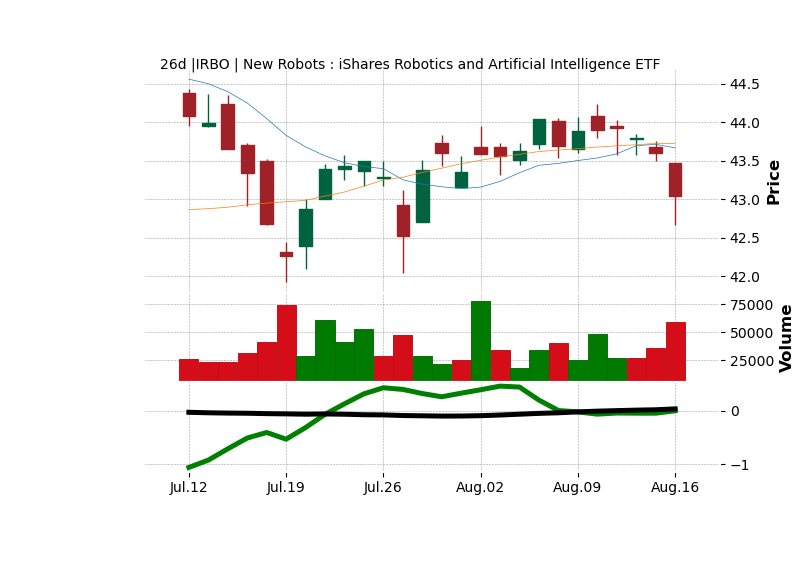 26d |IRBO | New Robots : iShares Robotics and Artificial Intelligence ETF
44.5
44.0
43.5
43.0
42.5
42.0
Price
75000
50000
25000
Volume
0
−1
Jul.12 Jul.19 Jul.26 Aug.02 Aug.09 Aug.16